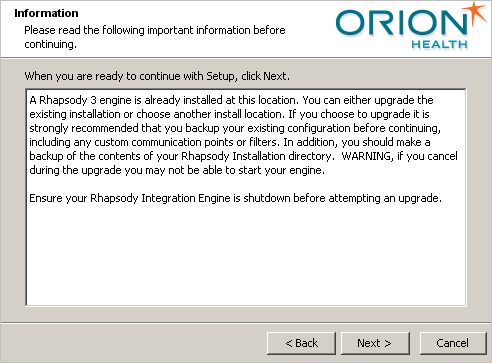 Information
Please read the following important information before
continuing.
ORION
HEALTH
When you are ready to continue with Setup, click Next.
A Rhapsody 3 engine is already installed at this location. You can either upgrade the
existing installation or choose another install location. If you choose to upgrade it is
strongly recommended that you backup your existing configuration before continuing,
including any custom communication points or filters. In addition, you should make a
backup of the contents of your Rhapsody Installation directory.  WARNING, if you cancel
during the upgrade you may not be able to start your engine.
Ensure your Rhapsody Integration Engine is shutdown before attempting an upgrade.
< Back
Next >
Cancel